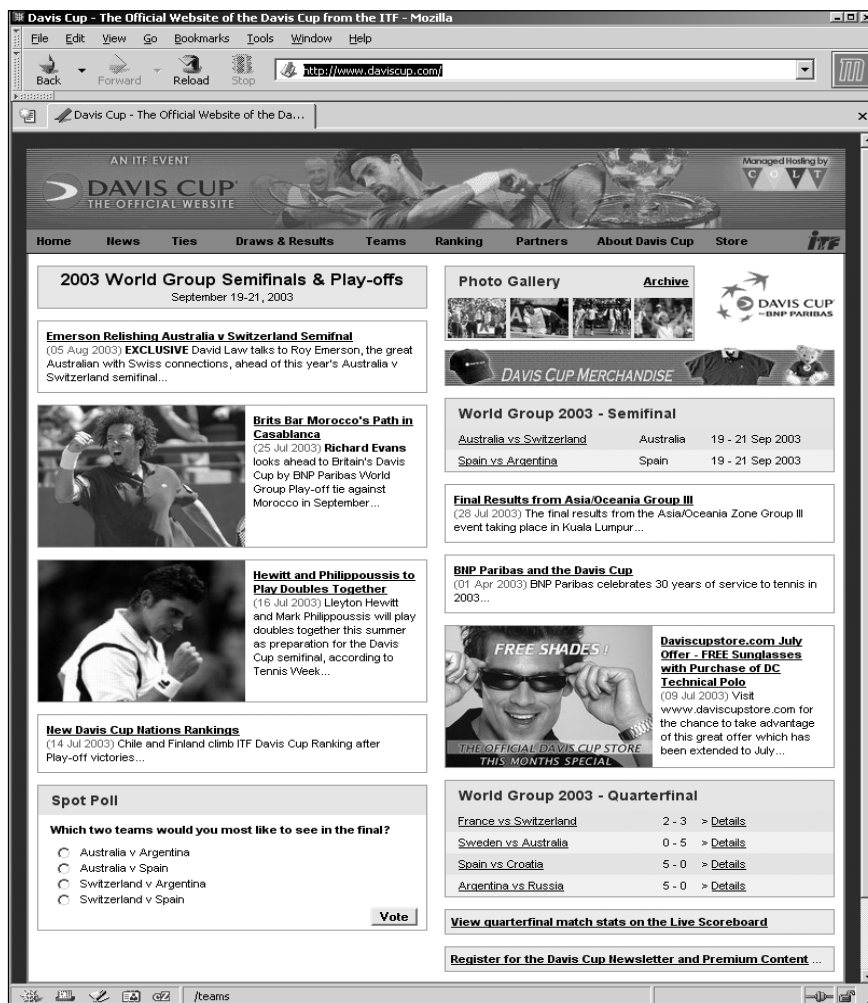 Davis Cup - The Official Website of the Davis Cup from the ITF - Mozilla
File Edit View Go Bookmarks Tools Window Help
Back Forward Reload Stop http://www.daviscup.com/
Davis Cup - The Official Website of the Da...
AN ITF EVENT
DAVIS CUP
THE OFFICIAL WEBSITE
Managed Hosting by
COLT
Home News Ties Draws & Results Teams Ranking Partners About Davis Cup Store ITF
2003 World Group Semifinals & Play-offs
September 19-21, 2003
Emerson Relishing Australia v Switzerland Semifnal
(05 Aug 2003) EXCLUSIVE David Law talks to Roy Emerson, the great
Australian with Swiss connections, ahead of this year's Australia v
Switzerland semifinal...
Brits Bar Morocco's Path in
Casablanca
(25 Jul 2003) Richard Evans
looks ahead to Britain's Davis
Cup by BNP Paribas World
Group Play-off tie against
Morocco in September...
Hewitt and Philippoussis to
Play Doubles Together
(16 Jul 2003) Lleyton Hewitt
and Mark Philippoussis will play
doubles together this summer
as preparation for the Davis
Cup semifinal, according to
Tennis Week...
New Davis Cup Nations Rankings
(14 Jul 2003) Chile and Finland climb ITF Davis Cup Ranking after
Play-off victories...
Spot Poll
Which two teams would you most like to see in the final?
Australia v Argentina
Australia v Spain
Switzerland v Argentina
Switzerland v Spain
Vote
Photo Gallery Archive
DAVIS CUP
by BNP PARIBAS
DAVIS CUP MERCHANDISE
World Group 2003 - Semifinal
Australia vs Switzerland Australia 19 - 21 Sep 2003
Spain vs Argentina Spain 19 - 21 Sep 2003
Final Results from Asia/Oceania Group III
(28 Jul 2003) The final results from the Asia/Oceania Zone Group III
event taking place in Kuala Lumpur...
BNP Paribas and the Davis Cup
(01 Apr 2003) BNP Paribas celebrates 30 years of service to tennis in
2003...
FREE SHADES!
THE OFFICIAL DAVIS CUP STORE
THIS MONTHS SPECIAL
Daviscupstore.com July
Offer - FREE Sunglasses
with Purchase of DC
Technical Polo
(09 Jul 2003) Visit
www.daviscupstore.com for
the chance to take advantage
of this great offer which has
been extended to July...
World Group 2003 - Quarterfinal
France vs Switzerland 2 - 3 > Details
Sweden vs Australia 0 - 5 > Details
Spain vs Croatia 5 - 0 > Details
Argentina vs Russia 5 - 0 > Details
View quarterfinal match stats on the Live Scoreboard
Register for the Davis Cup Newsletter and Premium Content ...
/teams